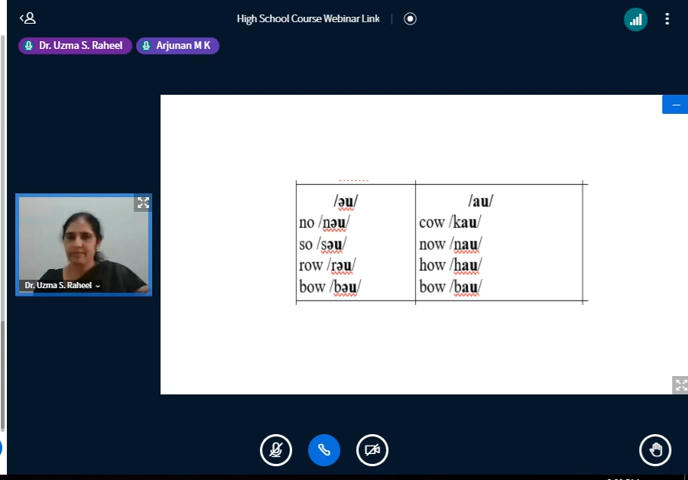 High School Course Webinar Link
Dr. Uzma S. Raheel
Arjunan M K
/əu/ /au/
no /nəu/ cow /kau/
so /səu/ now /nau/
row /rəu/ how /hau/
bow /bəu/ bow /bau/
Dr. Uzma S. Raheel